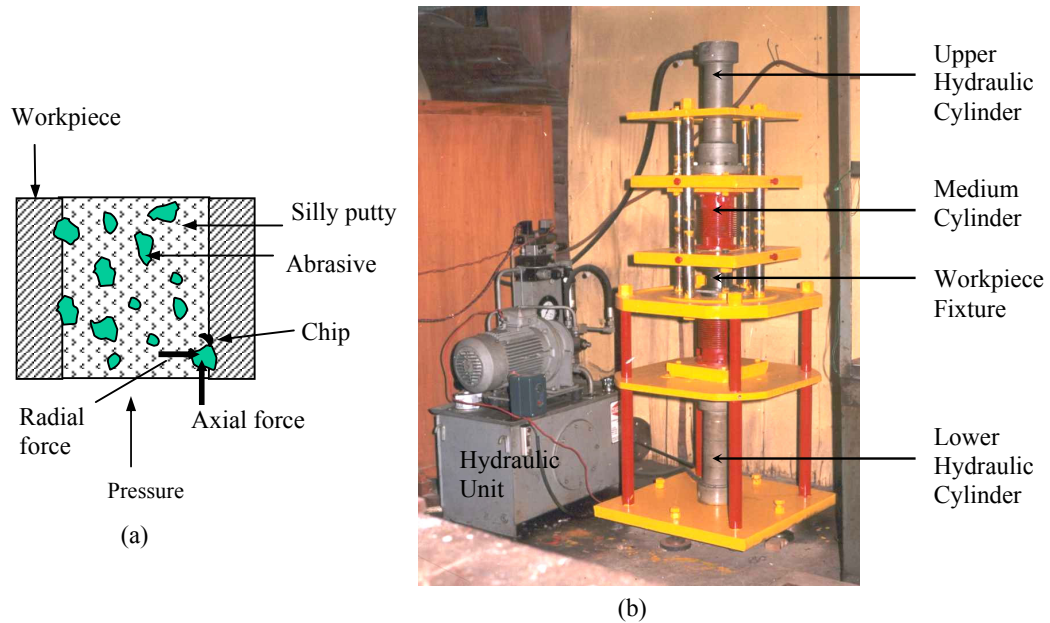 Workpiece
Silly putty
Abrasive
Chip
Radial
force
Axial force
Pressure
(a)
Upper
Hydraulic
Cylinder
Medium
Cylinder
Workpiece
Fixture
Lower
Hydraulic
Cylinder
Hydraulic
Unit
(b)